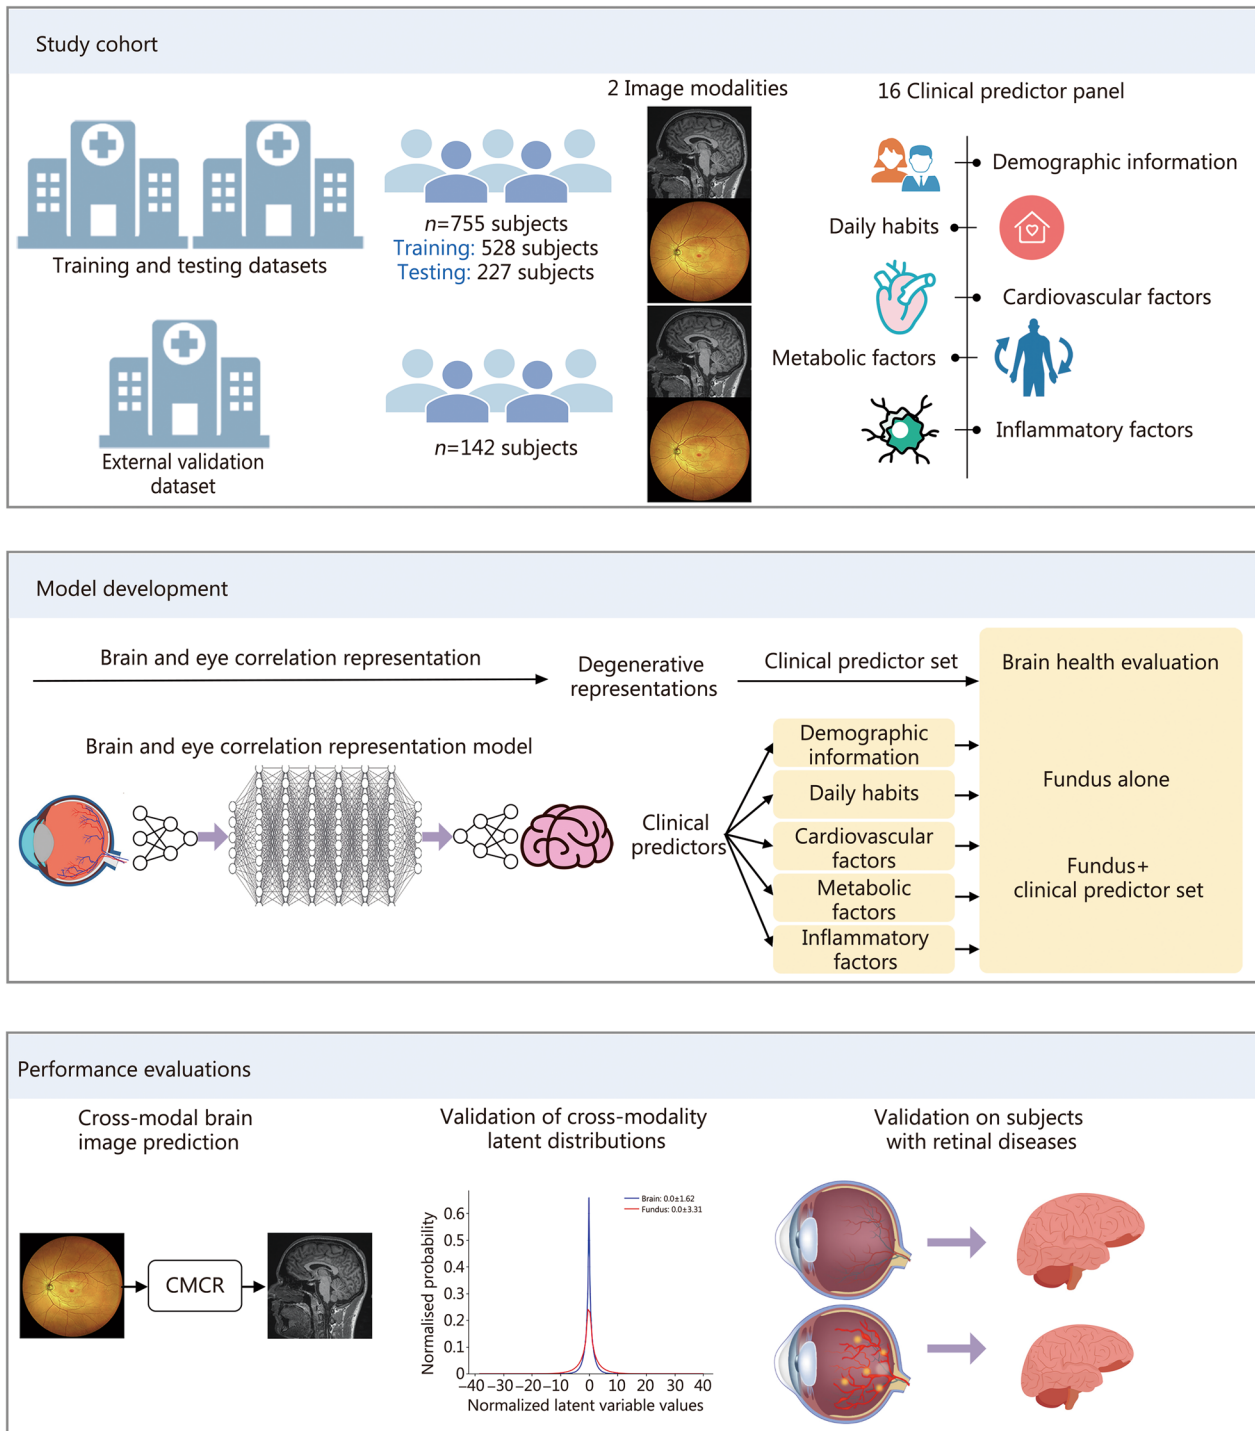 Study cohort
2 Image modalities
16 Clinical predictor panel
n=755 subjects
Training: 528 subjects
Testing: 227 subjects
Training and testing datasets
Demographic information
Daily habits
Cardiovascular factors
Metabolic factors
Inflammatory factors
n=142 subjects
External validation
dataset
Model development
Brain and eye correlation representation
Degenerative
representations
Clinical predictor set
Brain health evaluation
Brain and eye correlation representation model
Clinical
predictors
Demographic
information
Daily habits
Cardiovascular
factors
Metabolic
factors
Inflammatory
factors
Fundus alone
Fundus+
clinical predictor set
Performance evaluations
Cross-modal brain
image prediction
CMCR
Validation of cross-modality
latent distributions
Brain: 0.0±1.62
Fundus: 0.0±3.31
Normalised probability
0.6
0.5
0.4
0.3
0.2
0.1
0
−40 −30 −20 −10 0 10 20 30 40
Normalized latent variable values
Validation on subjects
with retinal diseases